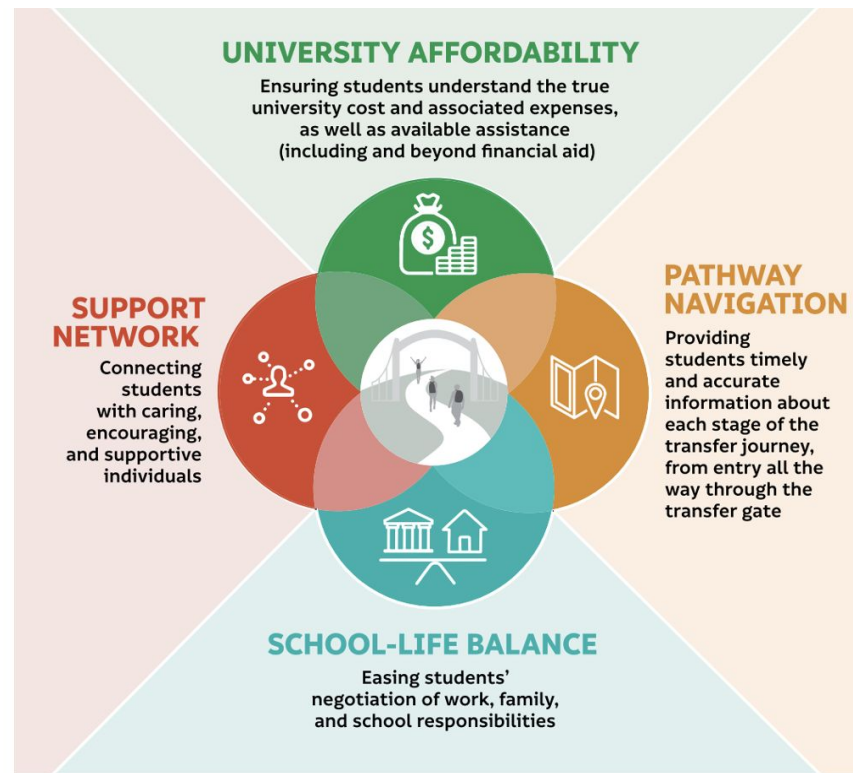 UNIVERSITY AFFORDABILITY
Ensuring students understand the true
university cost and associated expenses,
as well as available assistance
(including and beyond financial aid)
$
SUPPORT
NETWORK
Connecting
students
with caring,
encouraging,
and supportive
individuals
PATHWAY
NAVIGATION
Providing
students timely
and accurate
information about
each stage of the
transfer journey,
from entry all the
way through the
transfer gate
SCHOOL-LIFE BALANCE
Easing students’
negotiation of work, family,
and school responsibilities